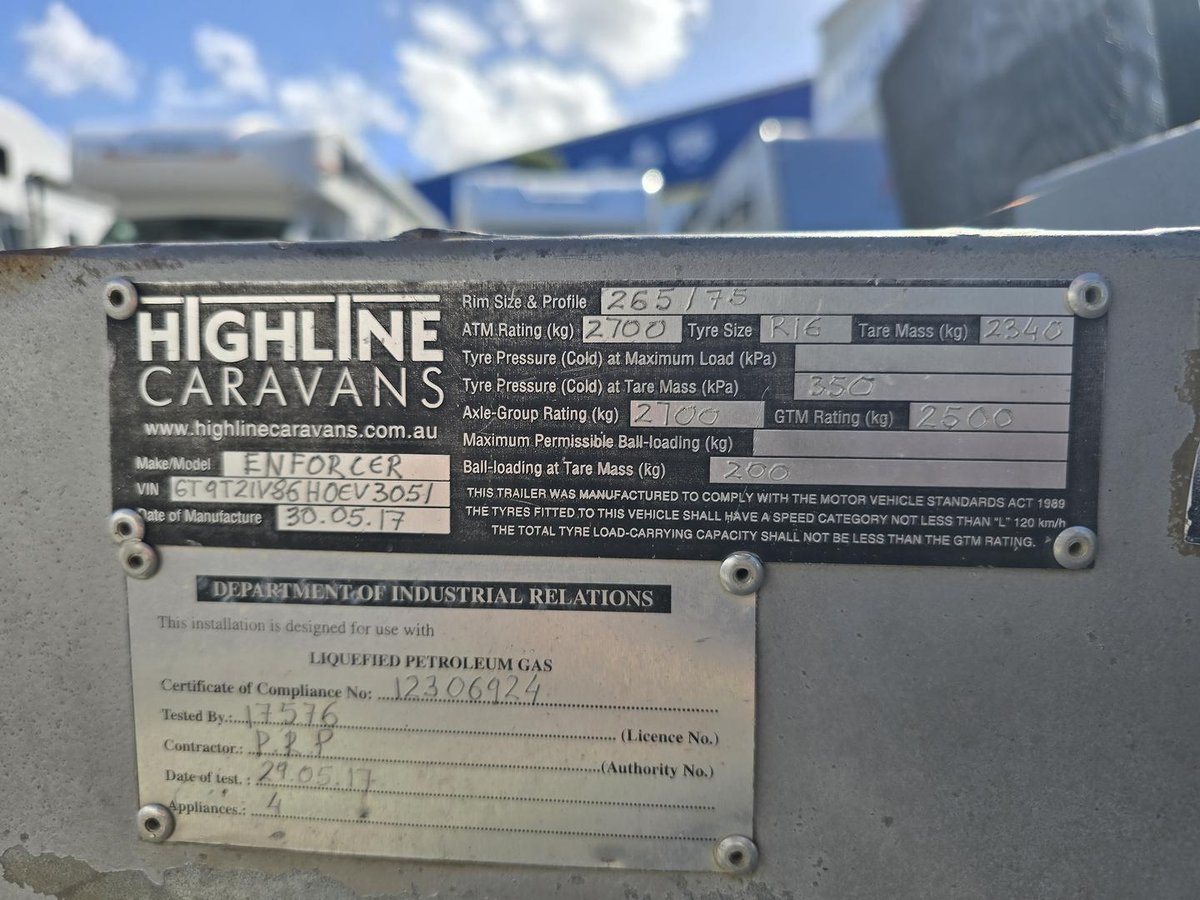 HIGHLINE
CARAVANS
www.highlinecaravans.com.au
Make/Model ENFORCER
VIN 6T9T21V86H0EV3051
Date of Manufacture 30.05.17
Rim Size & Profile 265/75
ATM Rating (kg) 2700 Tyre Size R16 Tare Mass (kg) 2340
Tyre Pressure (Cold) at Maximum Load (kPa)
Tyre Pressure (Cold) at Tare Mass (kPa) 350
Axle-Group Rating (kg) 2700 GTM Rating (kg) 2500
Maximum Permissible Ball-loading (kg)
Ball-loading at Tare Mass (kg) 200
THIS TRAILER WAS MANUFACTURED TO COMPLY WITH THE MOTOR VEHICLE STANDARDS ACT 1989
THE TYRES FITTED TO THIS VEHICLE SHALL HAVE A SPEED CATEGORY NOT LESS THAN "L" 120 km/h
THE TOTAL TYRE LOAD-CARRYING CAPACITY SHALL NOT BE LESS THAN THE GTM RATING.
DEPARTMENT OF INDUSTRIAL RELATIONS
This installation is designed for use with
LIQUEFIED PETROLEUM GAS
Certificate of Compliance No: 12306924
Tested By.: 17576 (Licence No.)
Contractor.: P.R.P (Authority No.)
Date of test. : 29.05.17
Appliances.: 4